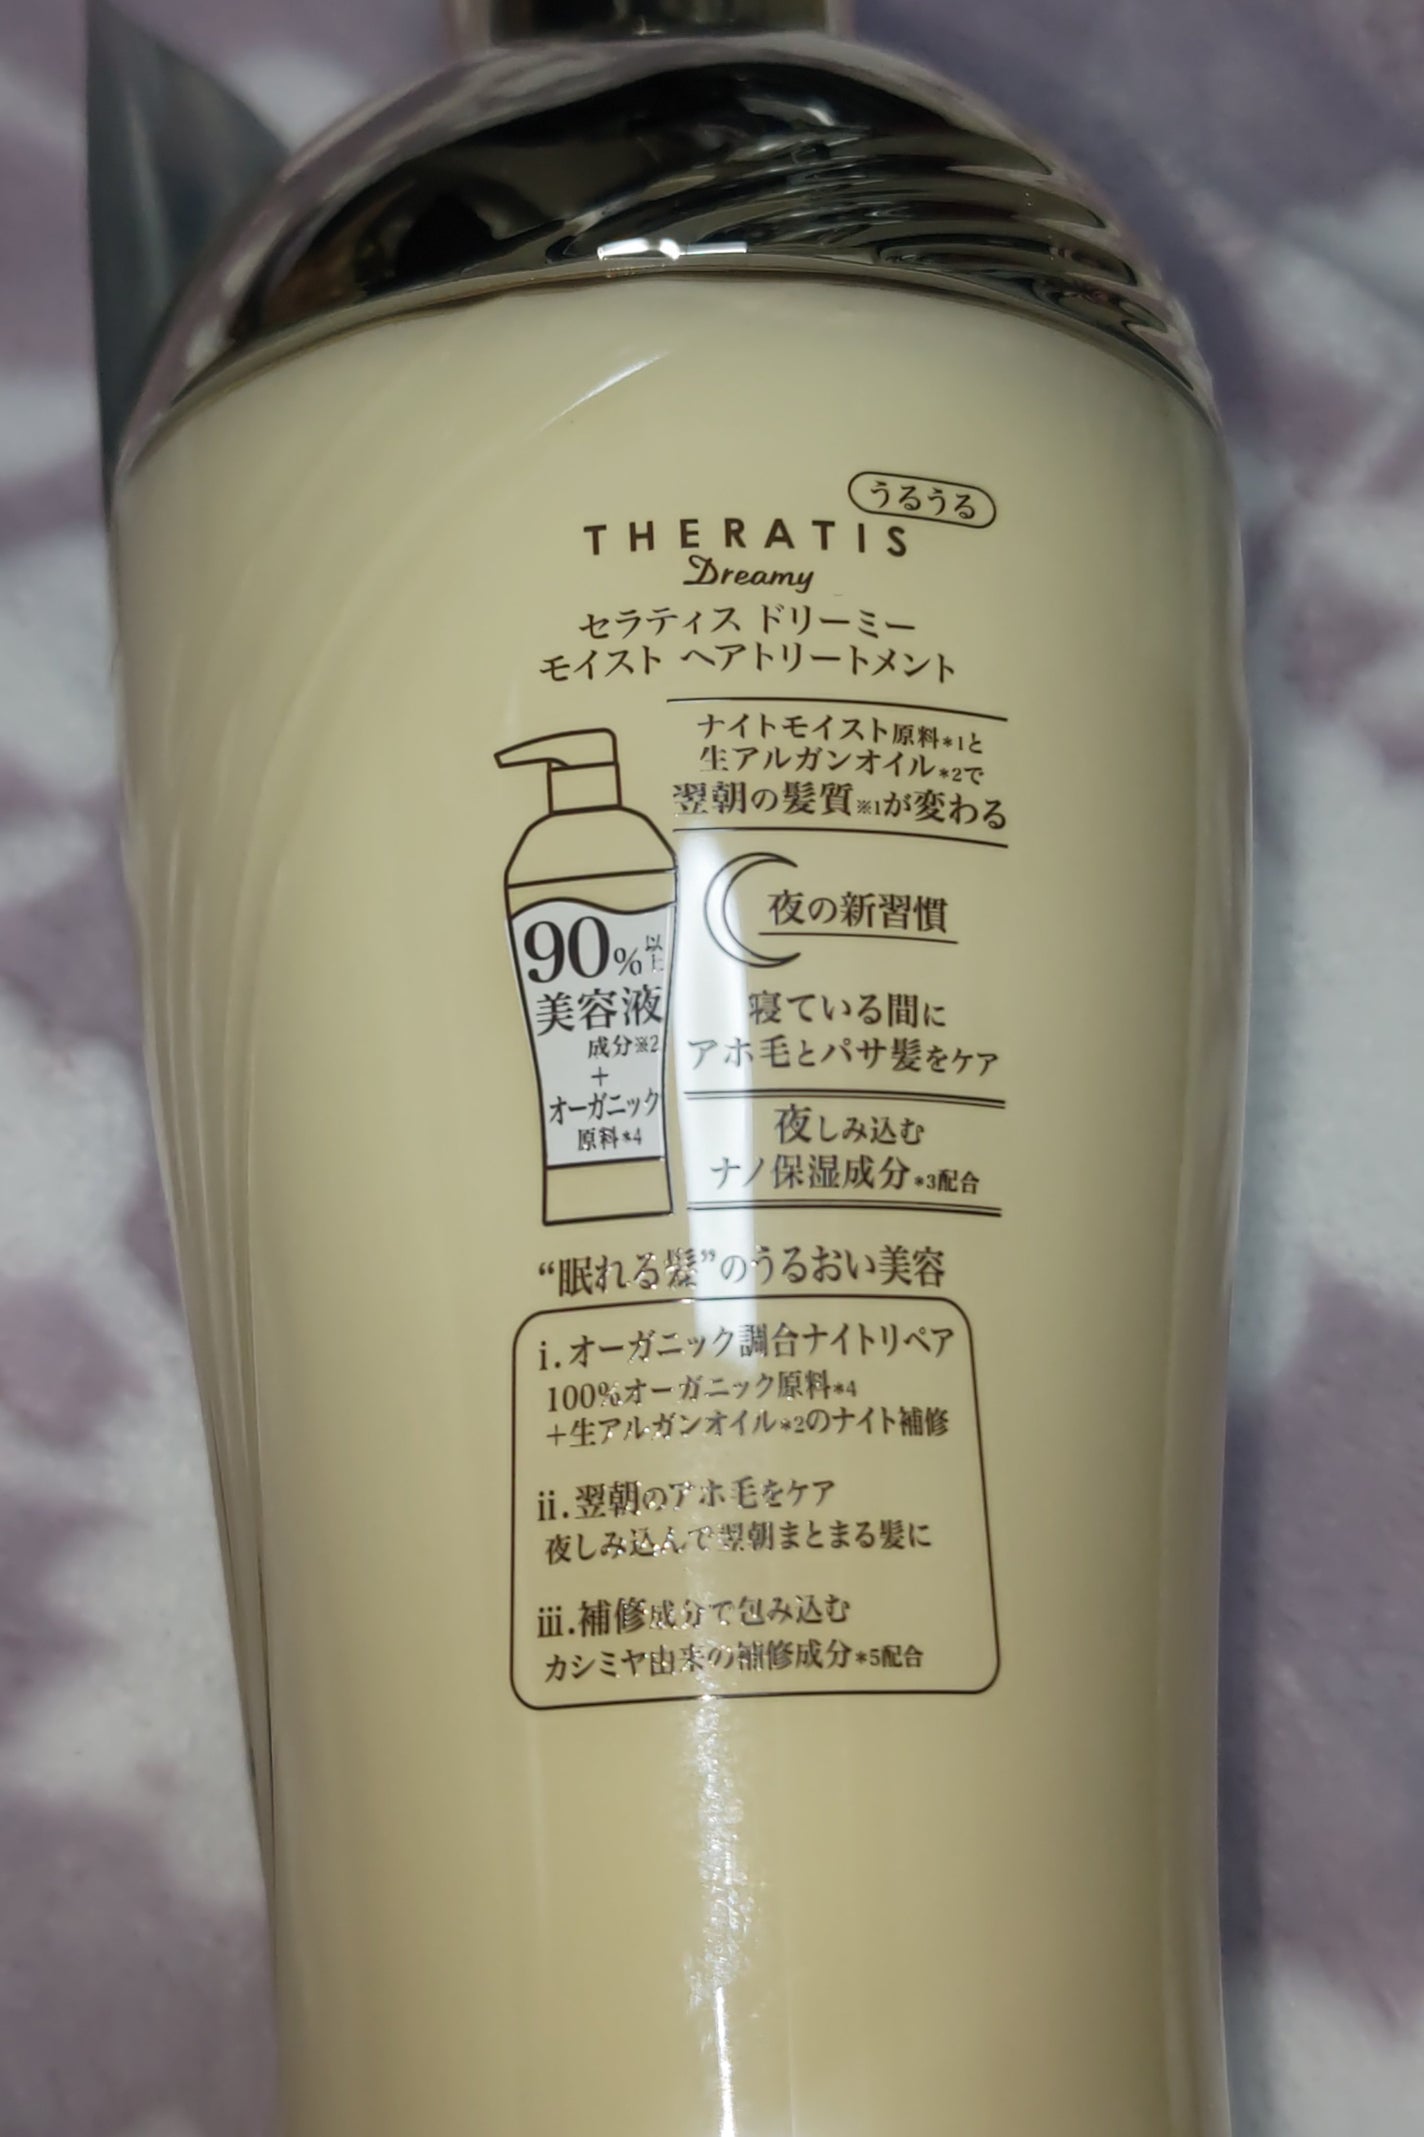 うるうる
THERATIS
Dreamy
セラティス ドリーミー
モイスト ヘアトリートメント
ナイトモイスト原料*1と
生アルガンオイル*2で
翌朝の髪質※1が変わる
90%以上
美容液
成分※2
+
オーガニック
原料*4
夜の新習慣
寝ている間に
アホ毛とパサ髪をケア
夜しみ込む
ナノ保湿成分*3配合
“眠れる髪”のうるおい美容
i.オーガニック調合ナイトリペア
100%オーガニック原料*4
+生アルガンオイル*2のナイト補修
ii.翌朝のアホ毛をケア
夜しみ込んで翌朝まとまる髪に
iii.補修成分で包み込む
カシミヤ由来の補修成分*5配合